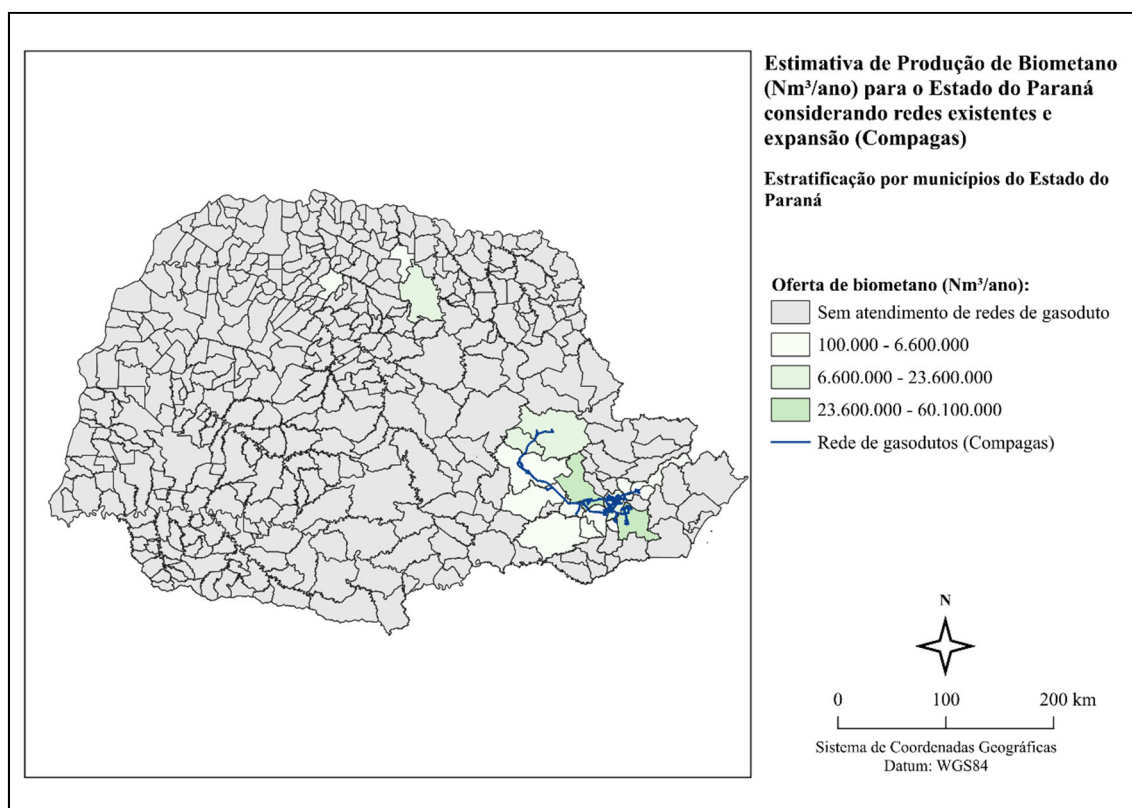 Estimativa de Produção de Biometano
(Nm³/ano) para o Estado do Paraná
considerando redes existentes e
expansão (Compagas)
Estratificação por municípios do Estado do
Paraná
Oferta de biometano (Nm³/ano):
Sem atendimento de redes de gasoduto
100.000 - 6.600.000
6.600.000 - 23.600.000
23.600.000 - 60.100.000
Rede de gasodutos (Compagas)
N
0 100 200 km
Sistema de Coordenadas Geográficas
Datum: WGS84